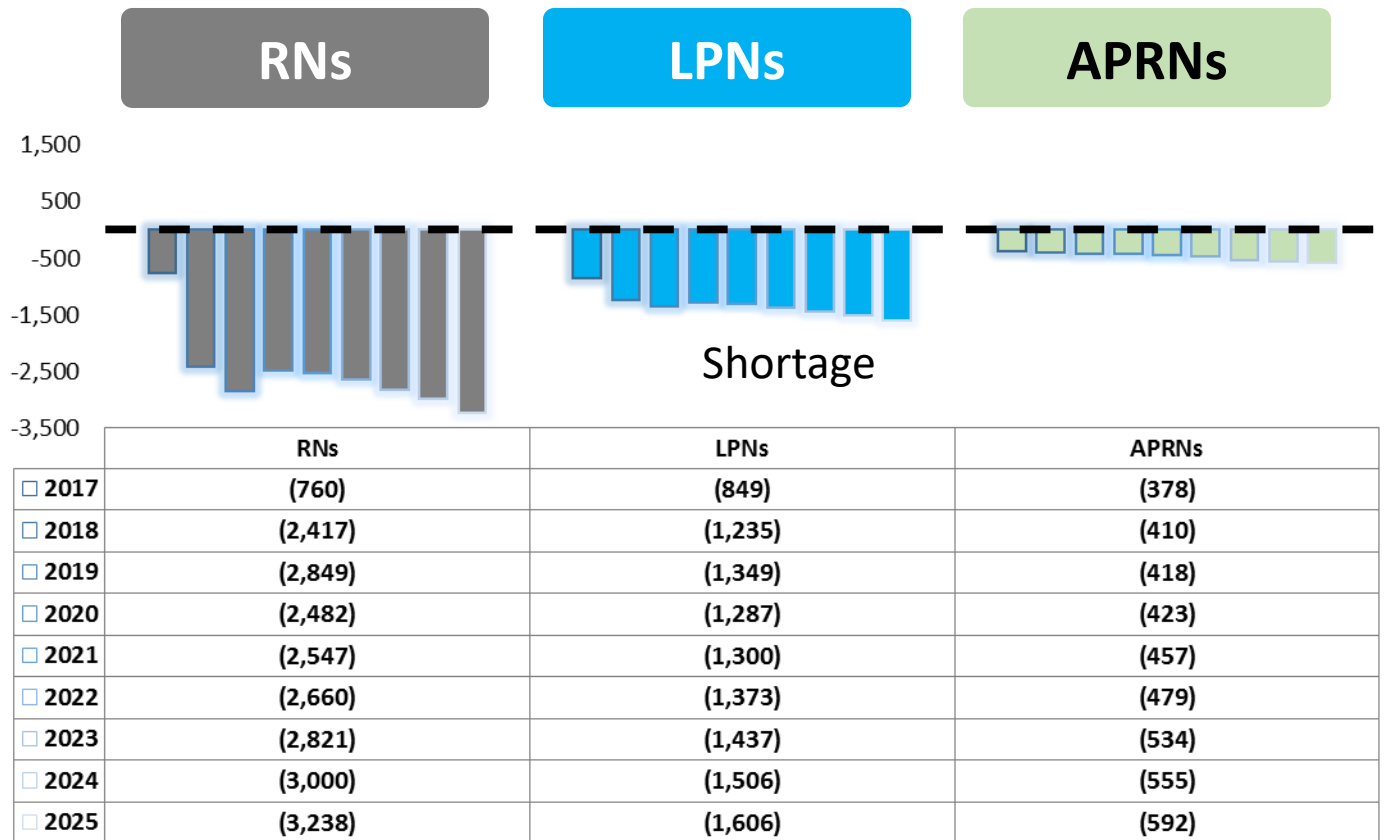 RNs LPNs APRNs
1,500
500
-500
-1,500
Shortage
-2,500
-3,500
RNs LPNs APRNs
2017 (760) (849) (378)
2018 (2,417) (1,235) (410)
2019 (2,849) (1,349) (418)
2020 (2,482) (1,287) (423)
2021 (2,547) (1,300) (457)
2022 (2,660) (1,373) (479)
2023 (2,821) (1,437) (534)
2024 (3,000) (1,506) (555)
2025 (3,238) (1,606) (592)